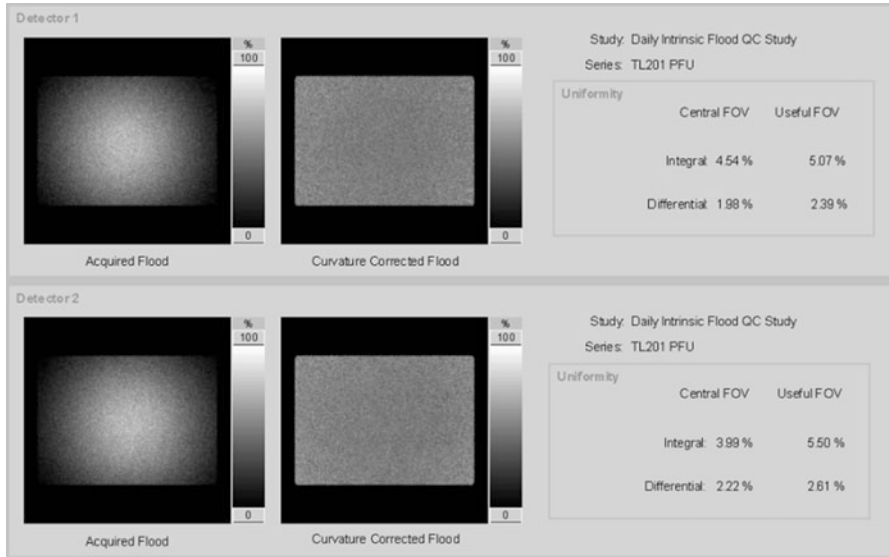 Detector 1
%
100
0
Acquired Flood
%
100
0
Curvature Corrected Flood
Study: Daily Intrinsic Flood QC Study
Series: TL201 PFU
Uniformity
Central FOV Useful FOV
Integral: 4.54 % 5.07 %
Differential: 1.98 % 2.39 %
Detector 2
%
100
0
Acquired Flood
%
100
0
Curvature Corrected Flood
Study: Daily Intrinsic Flood QC Study
Series: TL201 PFU
Uniformity
Central FOV Useful FOV
Integral: 3.99 % 5.50 %
Differential: 2.22 % 2.61 %